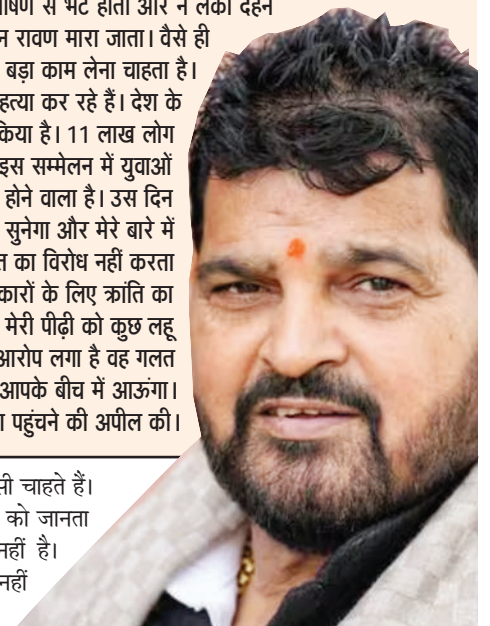 से भेंट होती और न लंका दहन
न रावण मारा जाता। वैसे ही
बड़ा काम लेना चाहता है।
हत्या कर रहे हैं। देश के
किया है। 11 लाख लोग
इस सम्मेलन में युवाओं
होने वाला है। उस दिन
सुनेगा और मेरे बारे में
का विरोध नहीं करता
के लिए क्रांति का
मेरी पीढ़ी को कुछ लहू
आरोप लगा है वह गलत
आपके बीच में आऊंगा।
पहुंचने की अपील की।
चाहते हैं।
को जानता
नहीं है।
नहीं